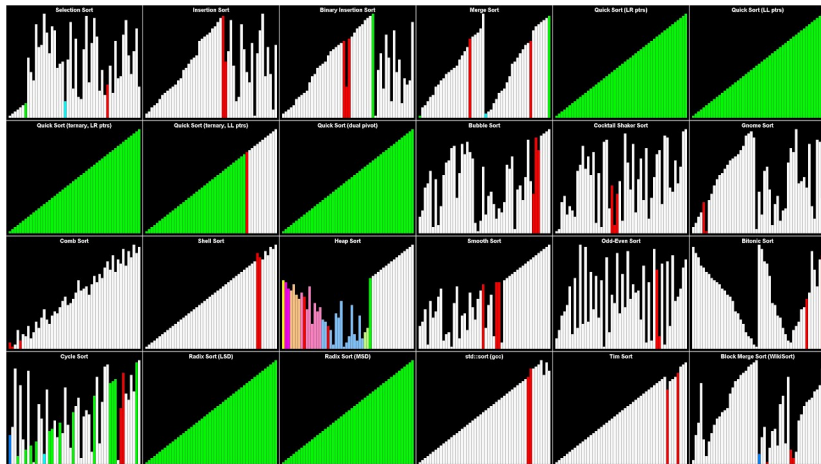 Selection Sort
Insertion Sort
Binary Insertion Sort
Merge Sort
Quick Sort (LR ptrs)
Quick Sort (LL ptrs)
Quick Sort (ternary, LR ptrs)
Quick Sort (ternary, LL ptrs)
Quick Sort (dual pivot)
Bubble Sort
Cocktail Shaker Sort
Gnome Sort
Comb Sort
Shell Sort
Heap Sort
Smooth Sort
Odd-Even Sort
Bitonic Sort
Cycle Sort
Radix Sort (LSD)
Radix Sort (MSD)
std::sort (gcc)
Tim Sort
Block Merge Sort (WikiSort)